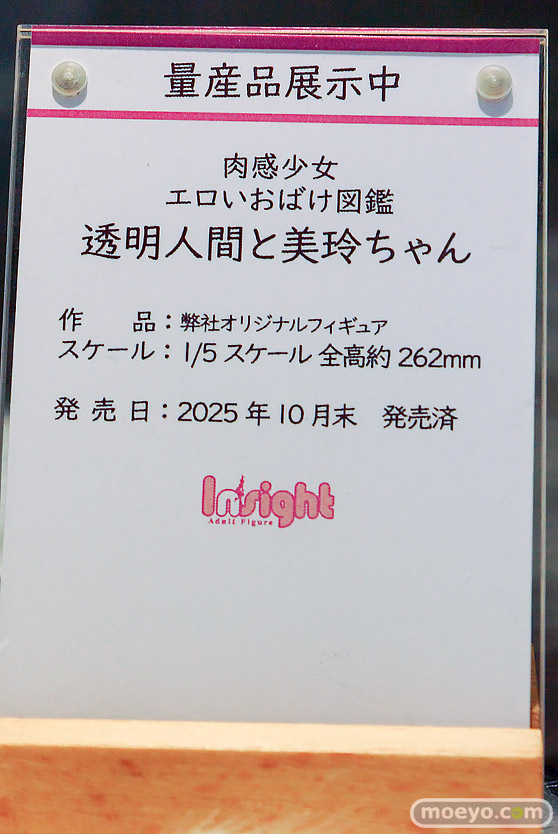 量産品展示中
肉感少女
エロいおばけ図鑑
透明人間と美玲ちゃん
作　　品：弊社オリジナルフィギュア
スケール：1/5 スケール 全高約 262mm
発 売 日：2025 年 10 月末　発売済
Insight
Adult Figure
moeyo.com